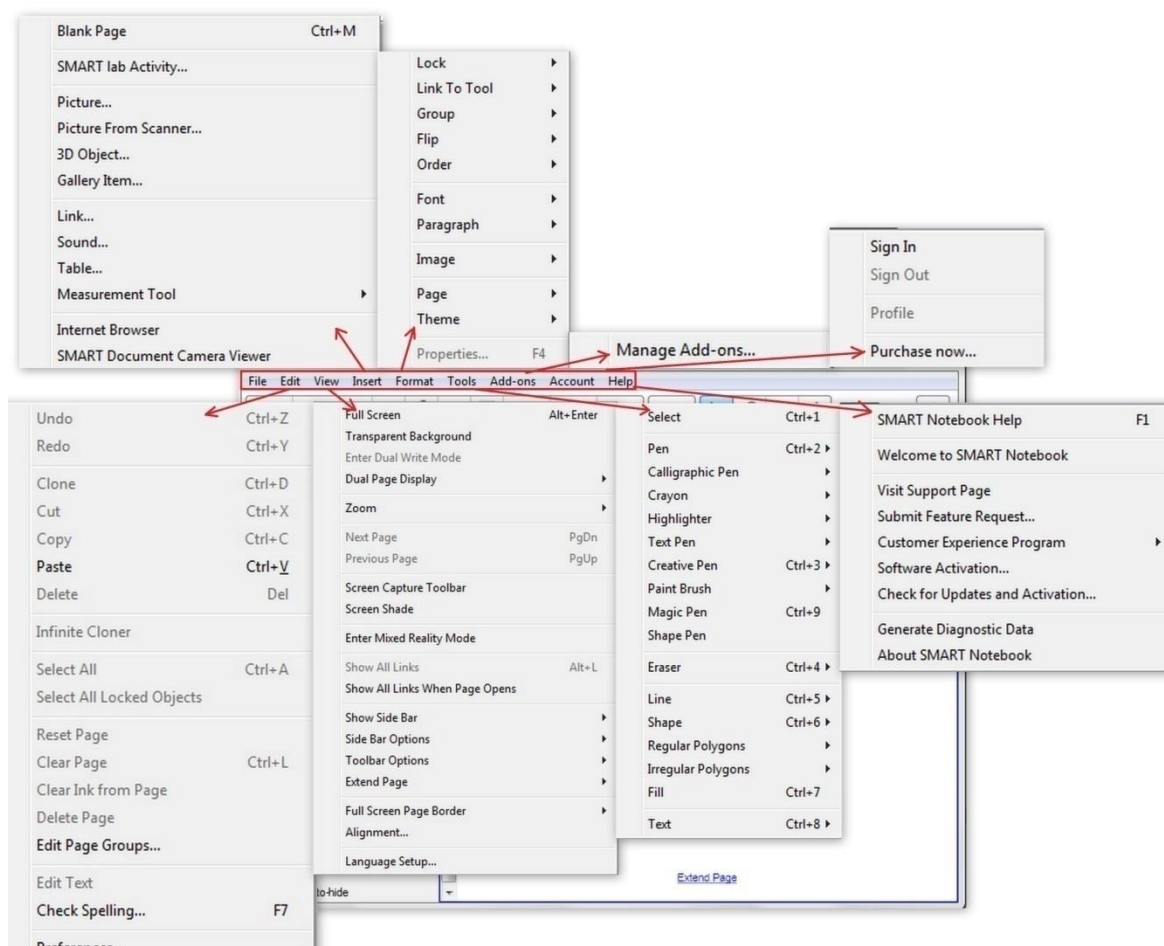 Blank Page Ctrl+M
SMART lab Activity...
Picture...
Picture From Scanner...
3D Object...
Gallery Item...
Link...
Sound...
Table...
Measurement Tool
Internet Browser
SMART Document Camera Viewer
Lock
Link To Tool
Group
Flip
Order
Font
Paragraph
Image
Page
Theme
Properties... F4
Manage Add-ons...
Sign In
Sign Out
Profile
Purchase now...
File Edit View Insert Format Tools Add-ons Account Help
Undo Ctrl+Z
Redo Ctrl+Y
Clone Ctrl+D
Cut Ctrl+X
Copy Ctrl+C
Paste Ctrl+V
Delete Del
Infinite Cloner
Select All Ctrl+A
Select All Locked Objects
Reset Page
Clear Page Ctrl+L
Clear Ink from Page
Delete Page
Edit Page Groups...
Edit Text
Check Spelling... F7
Full Screen Alt+Enter
Transparent Background
Enter Dual Write Mode
Dual Page Display
Zoom
Next Page PgDn
Previous Page PgUp
Screen Capture Toolbar
Screen Shade
Enter Mixed Reality Mode
Show All Links Alt+L
Show All Links When Page Opens
Show Side Bar
Side Bar Options
Toolbar Options
Extend Page
Full Screen Page Border
Alignment...
Language Setup...
to-hide
Select Ctrl+1
Pen Ctrl+2
Calligraphic Pen
Crayon
Highlighter
Text Pen
Creative Pen Ctrl+3
Paint Brush
Magic Pen Ctrl+9
Shape Pen
Eraser Ctrl+4
Line Ctrl+5
Shape Ctrl+6
Regular Polygons
Irregular Polygons
Fill Ctrl+7
Text Ctrl+8
Extend Page
SMART Notebook Help F1
Welcome to SMART Notebook
Visit Support Page
Submit Feature Request...
Customer Experience Program
Software Activation...
Check for Updates and Activation...
Generate Diagnostic Data
About SMART Notebook